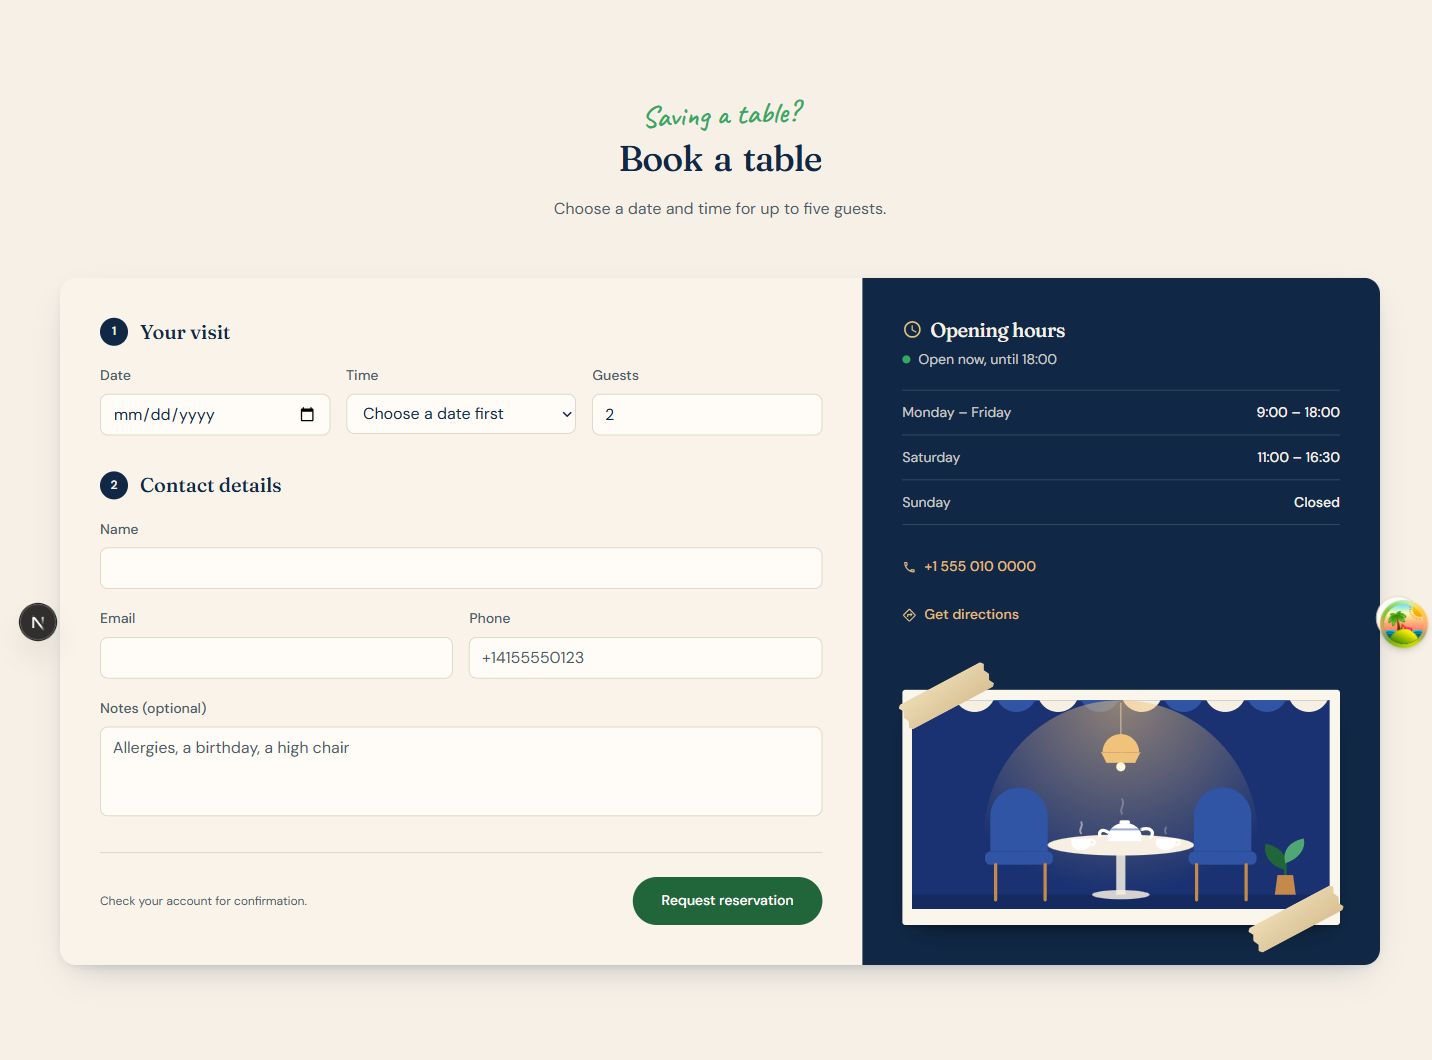 Saving a table?
Book a table
Choose a date and time for up to five guests.
1 Your visit
Date Time Guests
mm/dd/yyyy Choose a date first 2
2 Contact details
Name
Email Phone
+14155550123
Notes (optional)
Allergies, a birthday, a high chair
Check your account for confirmation. Request reservation
Opening hours
Open now, until 18:00
Monday – Friday 9:00 – 18:00
Saturday 11:00 – 16:30
Sunday Closed
+1 555 010 0000
Get directions
N